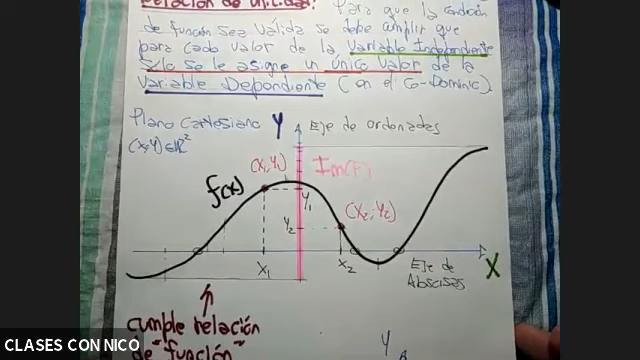 Relación de unicidad: Para que la condición
de función sea válida se debe cumplir que
para cada valor de la Variable Independiente
Sólo se le asigne un único valor de la
Variable Dependiente (en el Co-Dominio).
Plano Cartesiano Y Eje de ordenadas
(x,y)∈ℝ²
(X₁,Y₁) Im(F)
f(x)
Y₁
(X₂,Y₂)
Y₂
X₁ X₂ Eje de X
Abscisas
cumple relación
de "función"
Y
CLASES CON NICO